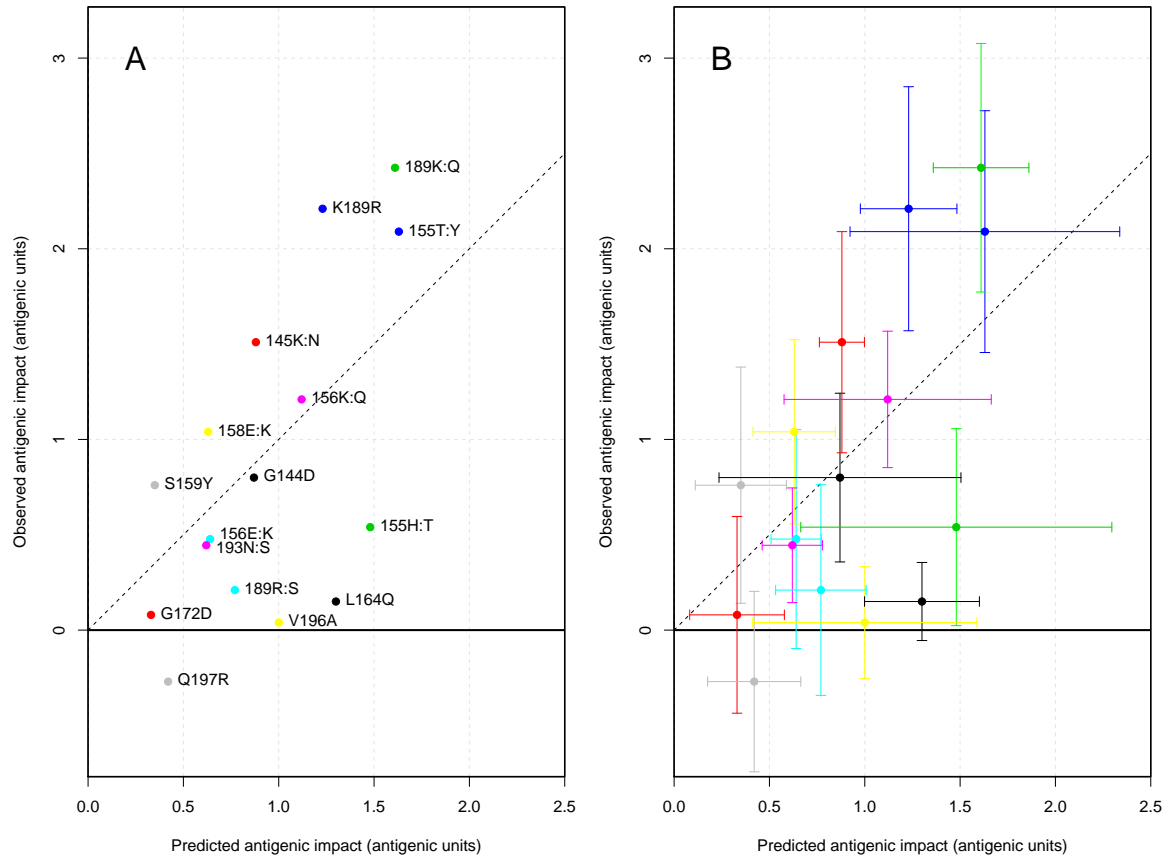 A
B
3
2
1
0
189K:Q
K189R
155T:Y
145K:N
156K:Q
158E:K
G144D
S159Y
155H:T
156E:K
193N:S
189R:S
L164Q
G172D
V196A
Q197R
Observed antigenic impact (antigenic units)
0.0 0.5 1.0 1.5 2.0 2.5
Predicted antigenic impact (antigenic units)
3
2
1
0
Observed antigenic impact (antigenic units)
0.0 0.5 1.0 1.5 2.0 2.5
Predicted antigenic impact (antigenic units)